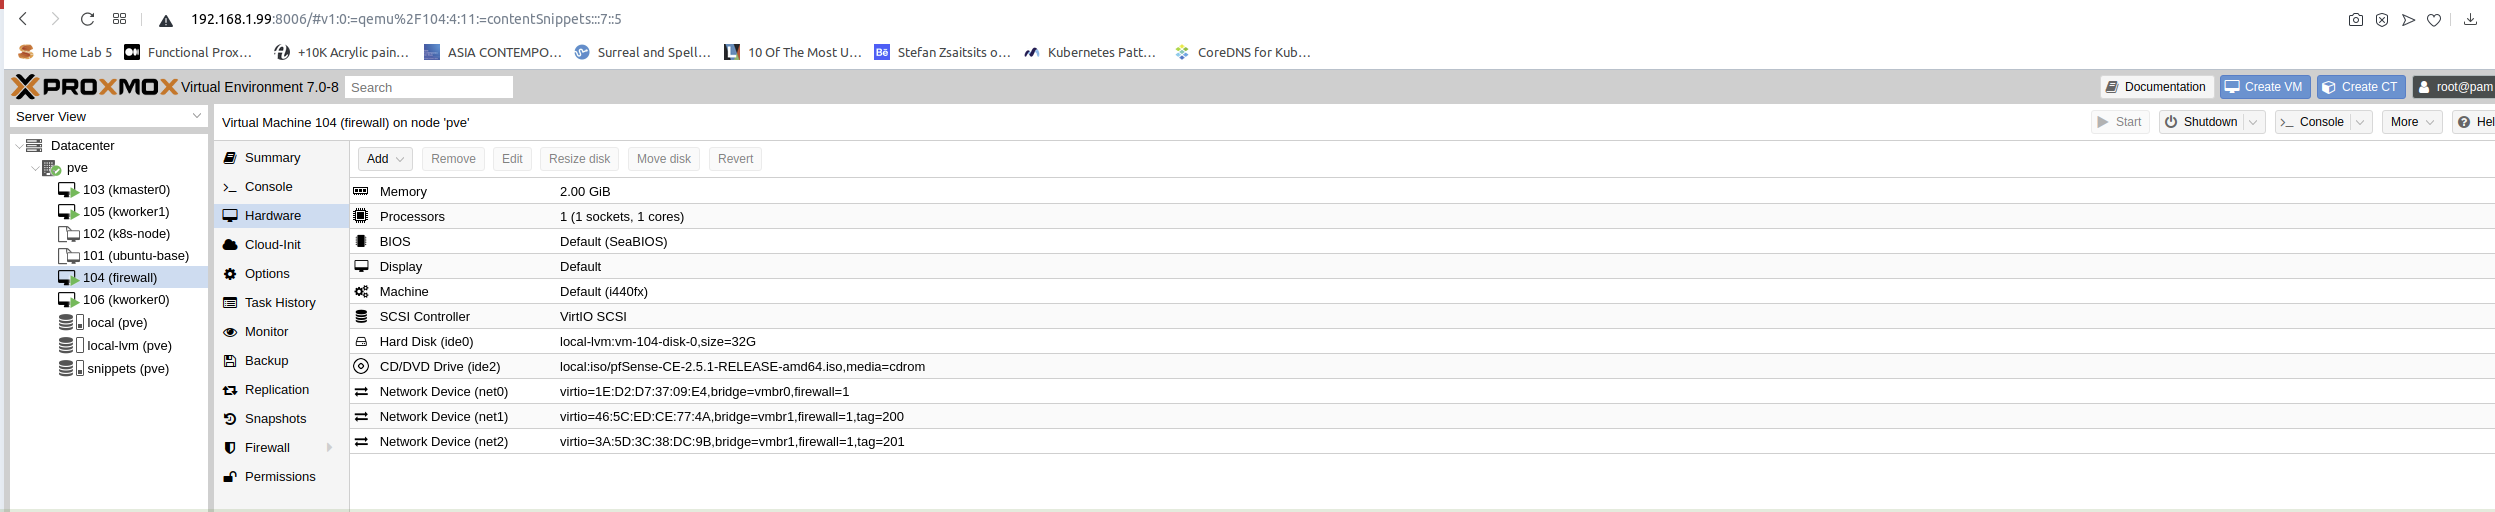 192.168.1.99:8006/#v1:0:=qemu%2F104:4:11:=contentSnippets:::7::5
Home Lab 5 Functional Prox… +10K Acrylic pain… ASIA CONTEMPO… Surreal and Spell… 10 Of The Most U… Bē Stefan Zsaitsits o… Kubernetes Patt… CoreDNS for Kub…
PROXMOX Virtual Environment 7.0-8 Search Documentation Create VM Create CT root@pam
Server View
Virtual Machine 104 (firewall) on node 'pve' Start Shutdown Console More Hel
Datacenter
pve
103 (kmaster0)
105 (kworker1)
102 (k8s-node)
101 (ubuntu-base)
104 (firewall)
106 (kworker0)
local (pve)
local-lvm (pve)
snippets (pve)
Summary
Console
Hardware
Cloud-Init
Options
Task History
Monitor
Backup
Replication
Snapshots
Firewall
Permissions
Add Remove Edit Resize disk Move disk Revert
Memory 2.00 GiB
Processors 1 (1 sockets, 1 cores)
BIOS Default (SeaBIOS)
Display Default
Machine Default (i440fx)
SCSI Controller VirtIO SCSI
Hard Disk (ide0) local-lvm:vm-104-disk-0,size=32G
CD/DVD Drive (ide2) local:iso/pfSense-CE-2.5.1-RELEASE-amd64.iso,media=cdrom
Network Device (net0) virtio=1E:D2:D7:37:09:E4,bridge=vmbr0,firewall=1
Network Device (net1) virtio=46:5C:ED:CE:77:4A,bridge=vmbr1,firewall=1,tag=200
Network Device (net2) virtio=3A:5D:3C:38:DC:9B,bridge=vmbr1,firewall=1,tag=201